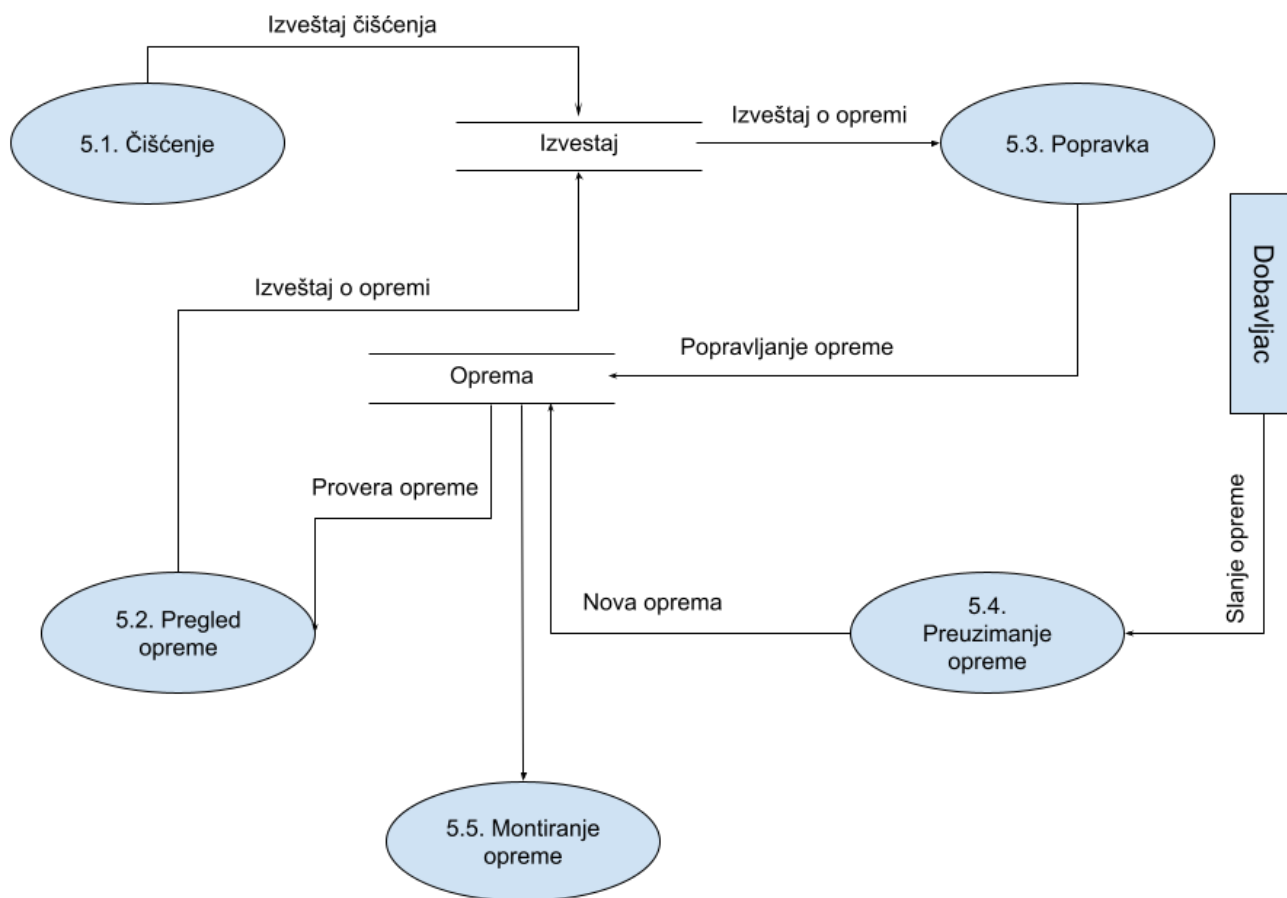 Izveštaj čišćenja
5.1. Čišćenje
Izvestaj
Izveštaj o opremi
5.3. Popravka
Dobavljac
Izveštaj o opremi
Popravljanje opreme
Oprema
Provera opreme
Slanje opreme
5.2. Pregled
opreme
Nova oprema
5.4.
Preuzimanje
opreme
5.5. Montiranje
opreme